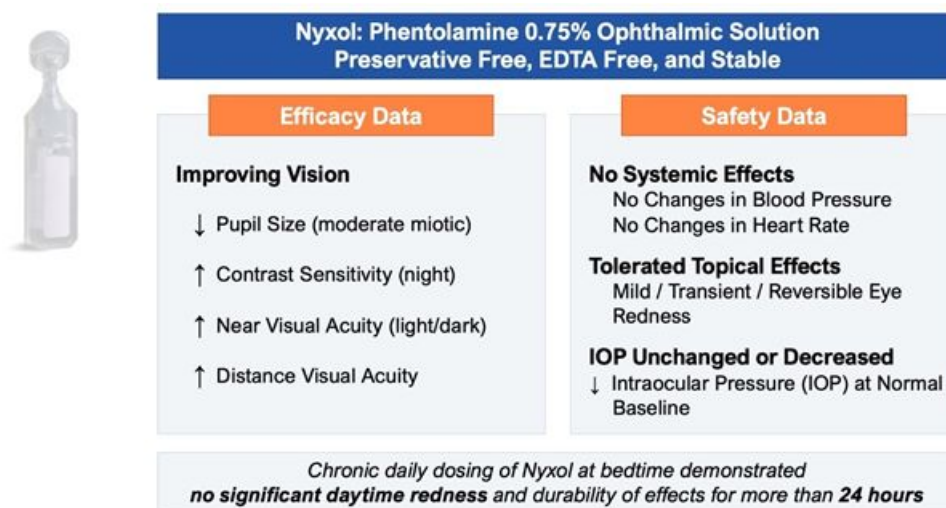 Nyxol: Phentolamine 0.75% Ophthalmic Solution
Preservative Free, EDTA Free, and Stable
Efficacy Data
Improving Vision
↓ Pupil Size (moderate miotic)
↑ Contrast Sensitivity (night)
↑ Near Visual Acuity (light/dark)
↑ Distance Visual Acuity
Safety Data
No Systemic Effects
No Changes in Blood Pressure
No Changes in Heart Rate
Tolerated Topical Effects
Mild / Transient / Reversible Eye
Redness
IOP Unchanged or Decreased
↓ Intraocular Pressure (IOP) at Normal
Baseline
Chronic daily dosing of Nyxol at bedtime demonstrated
no significant daytime redness and durability of effects for more than 24 hours